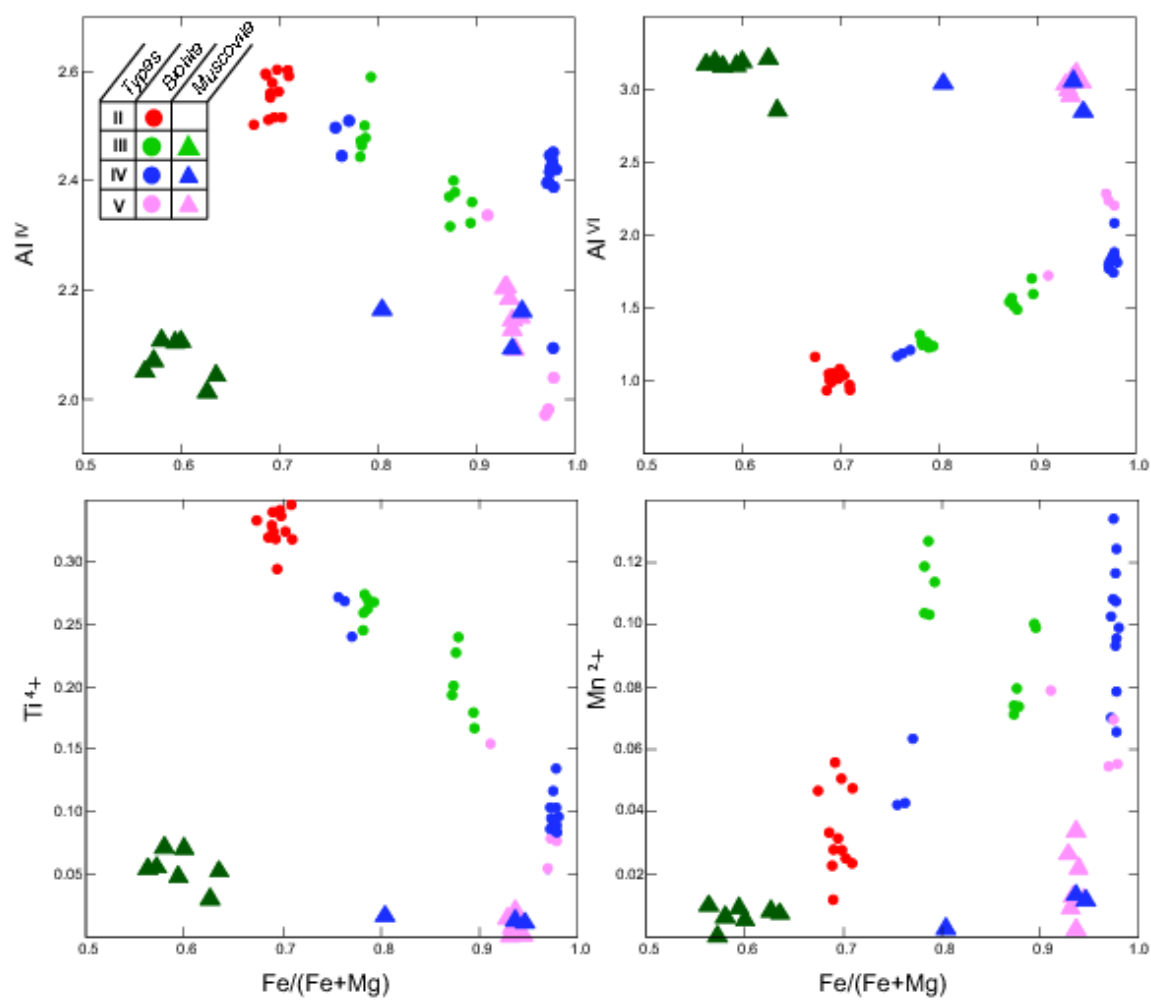 Types Biotite Muscovite
II
III
IV
V
Al IV
2.6
2.4
2.2
2.0
0.5 0.6 0.7 0.8 0.9 1.0
Al VI
3.0
2.5
2.0
1.5
1.0
0.5 0.6 0.7 0.8 0.9 1.0
Ti 4+
0.30
0.25
0.20
0.15
0.10
0.05
0.5 0.6 0.7 0.8 0.9 1.0
Fe/(Fe+Mg)
Mn 2+
0.12
0.10
0.08
0.06
0.04
0.02
0.5 0.6 0.7 0.8 0.9 1.0
Fe/(Fe+Mg)